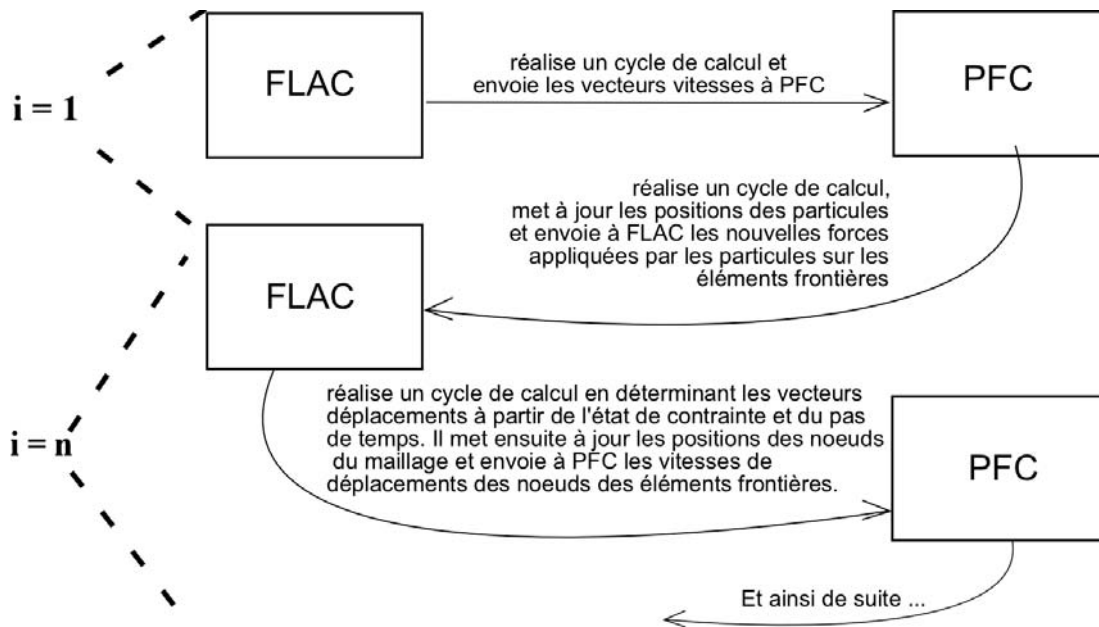 FLAC
réalise un cycle de calcul et
envoie les vecteurs vitesses à PFC
PFC
i = 1
réalise un cycle de calcul,
met à jour les positions des particules
et envoie à FLAC les nouvelles forces
appliquées par les particules sur les
éléments frontières
FLAC
réalise un cycle de calcul en déterminant les vecteurs
déplacements à partir de l'état de contrainte et du pas
de temps. Il met ensuite à jour les positions des noeuds
du maillage et envoie à PFC les vitesses de
déplacements des noeuds des éléments frontières.
i = n
PFC
Et ainsi de suite ...